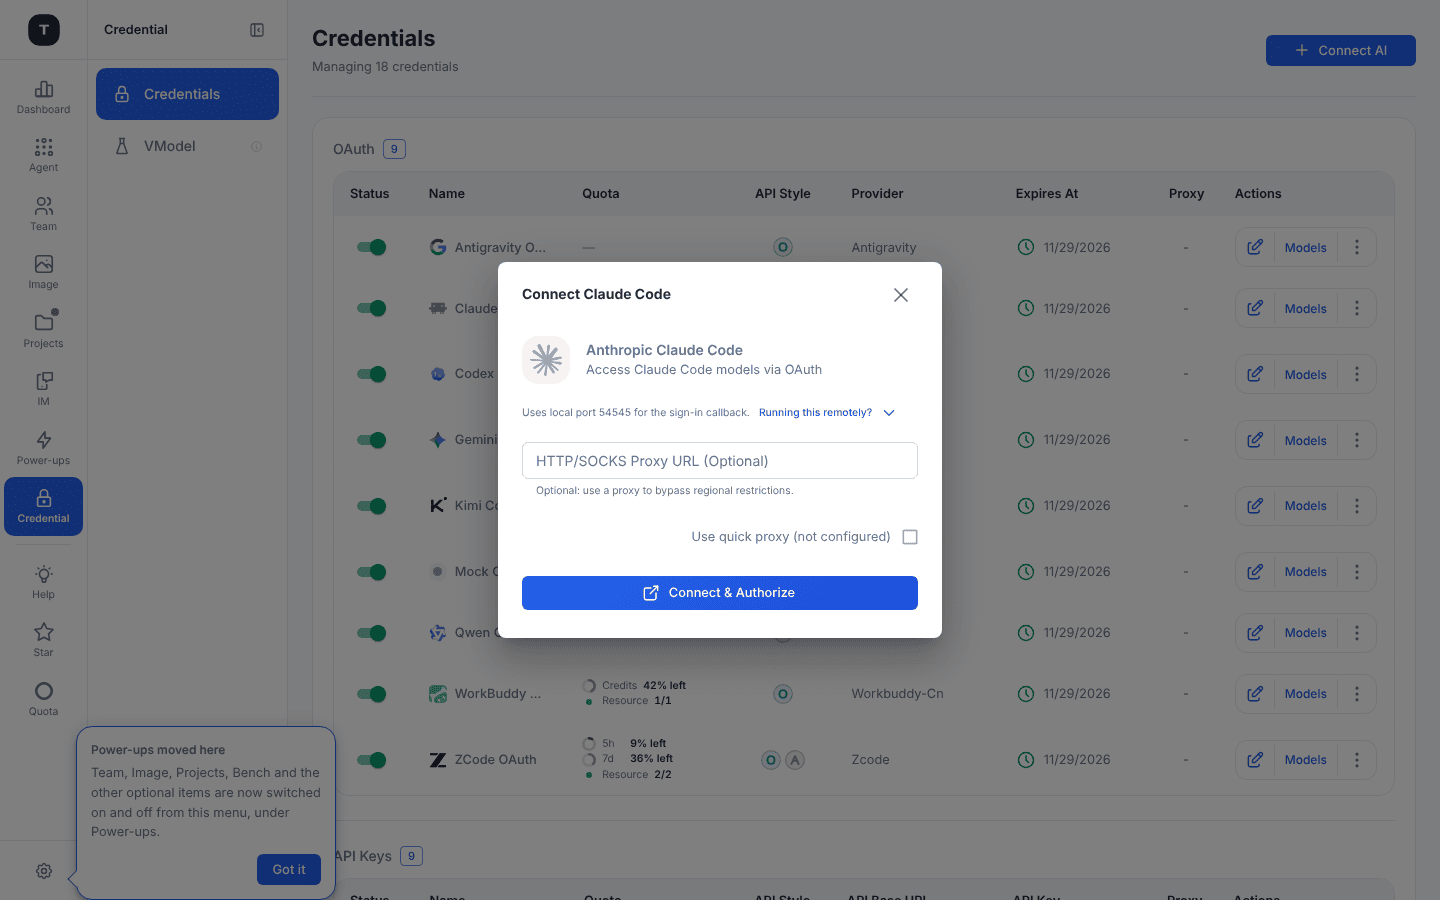 T
Credential
Dashboard
Agent
Team
Image
Projects
IM
Power-ups
Credential
Help
Star
Quota
Credentials
VModel
Credentials
Managing 18 credentials
Connect AI
OAuth 9
Status Name Quota API Style Provider Expires At Proxy Actions
Antigravity O... — O Antigravity 11/29/2026 - Models
Claude 11/29/2026 - Models
Codex 11/29/2026 - Models
Gemini 11/29/2026 - Models
Kimi 11/29/2026 - Models
Mock 11/29/2026 - Models
Qwen 11/29/2026 - Models
WorkBuddy ... Credits 42% left O Workbuddy-Cn 11/29/2026 - Models
Resource 1/1
ZCode OAuth 5h 9% left O A Zcode 11/29/2026 - Models
7d 36% left
Resource 2/2
API Keys 9
Status Name Quota API Style API Base URL API Key Proxy Actions
Connect Claude Code
Anthropic Claude Code
Access Claude Code models via OAuth
Uses local port 54545 for the sign-in callback. Running this remotely?
HTTP/SOCKS Proxy URL (Optional)
Optional: use a proxy to bypass regional restrictions.
Use quick proxy (not configured)
Connect & Authorize
Power-ups moved here
Team, Image, Projects, Bench and the
other optional items are now switched
on and off from this menu, under
Power-ups.
Got it